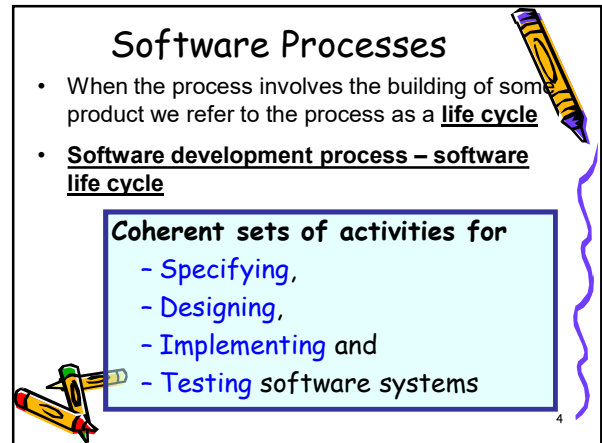 Software Processes
• When the process involves the building of some
product we refer to the process as a life cycle
• Software development process – software
life cycle
Coherent sets of activities for
– Specifying,
– Designing,
– Implementing and
– Testing software systems
4